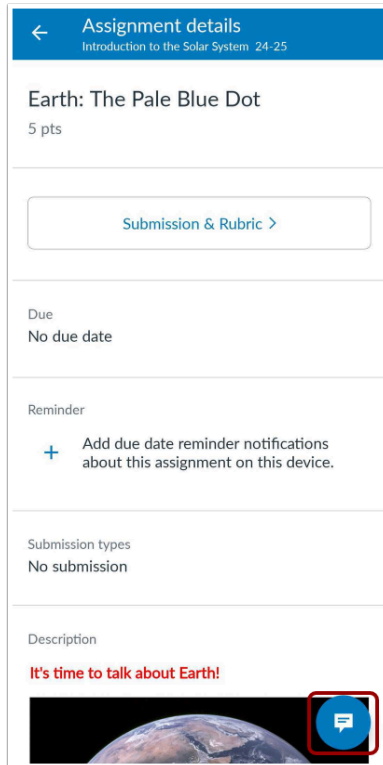 Assignment details
Introduction to the Solar System 24-25
Earth: The Pale Blue Dot
5 pts
Submission & Rubric >
Due
No due date
Reminder
Add due date reminder notifications
about this assignment on this device.
Submission types
No submission
Description
It's time to talk about Earth!